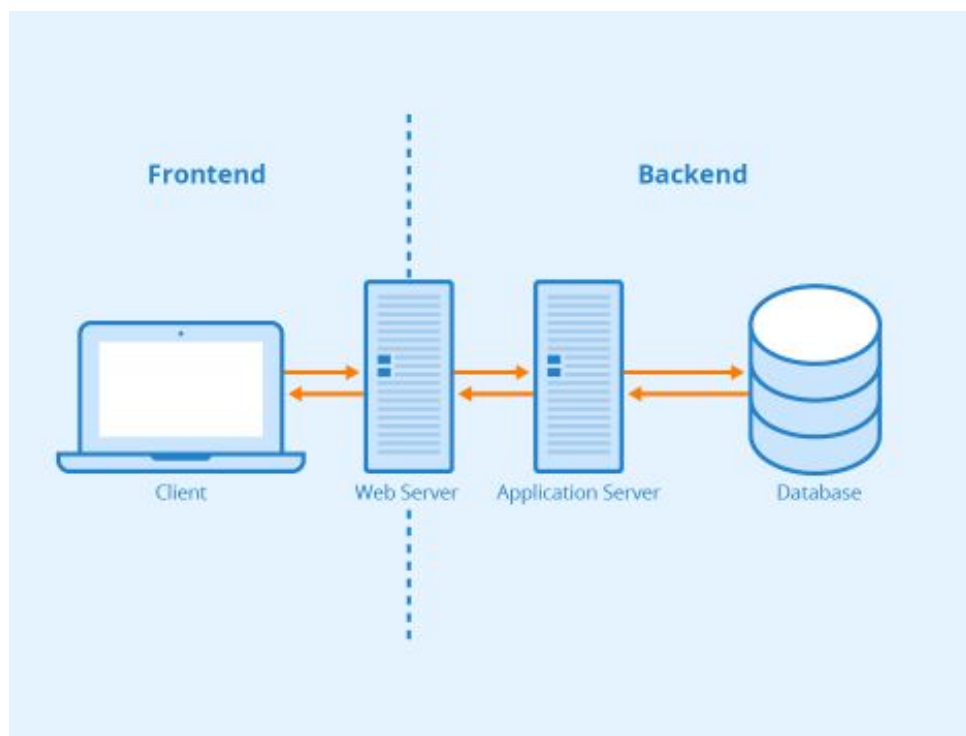 Frontend
Backend
Client
Web Server
Application Server
Database